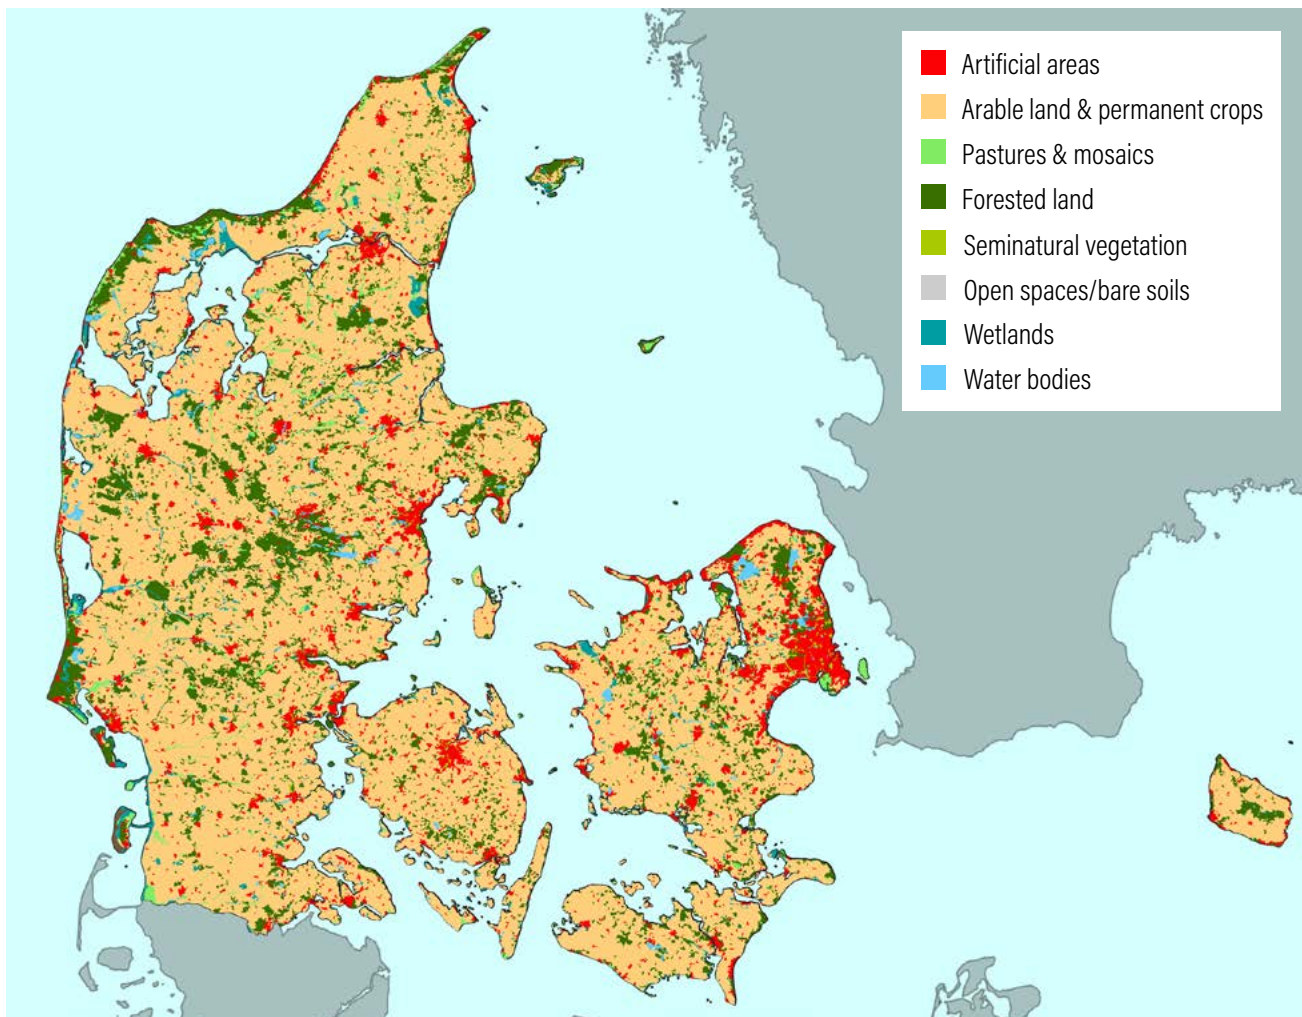 Artificial areas
Arable land & permanent crops
Pastures & mosaics
Forested land
Seminatural vegetation
Open spaces/bare soils
Wetlands
Water bodies